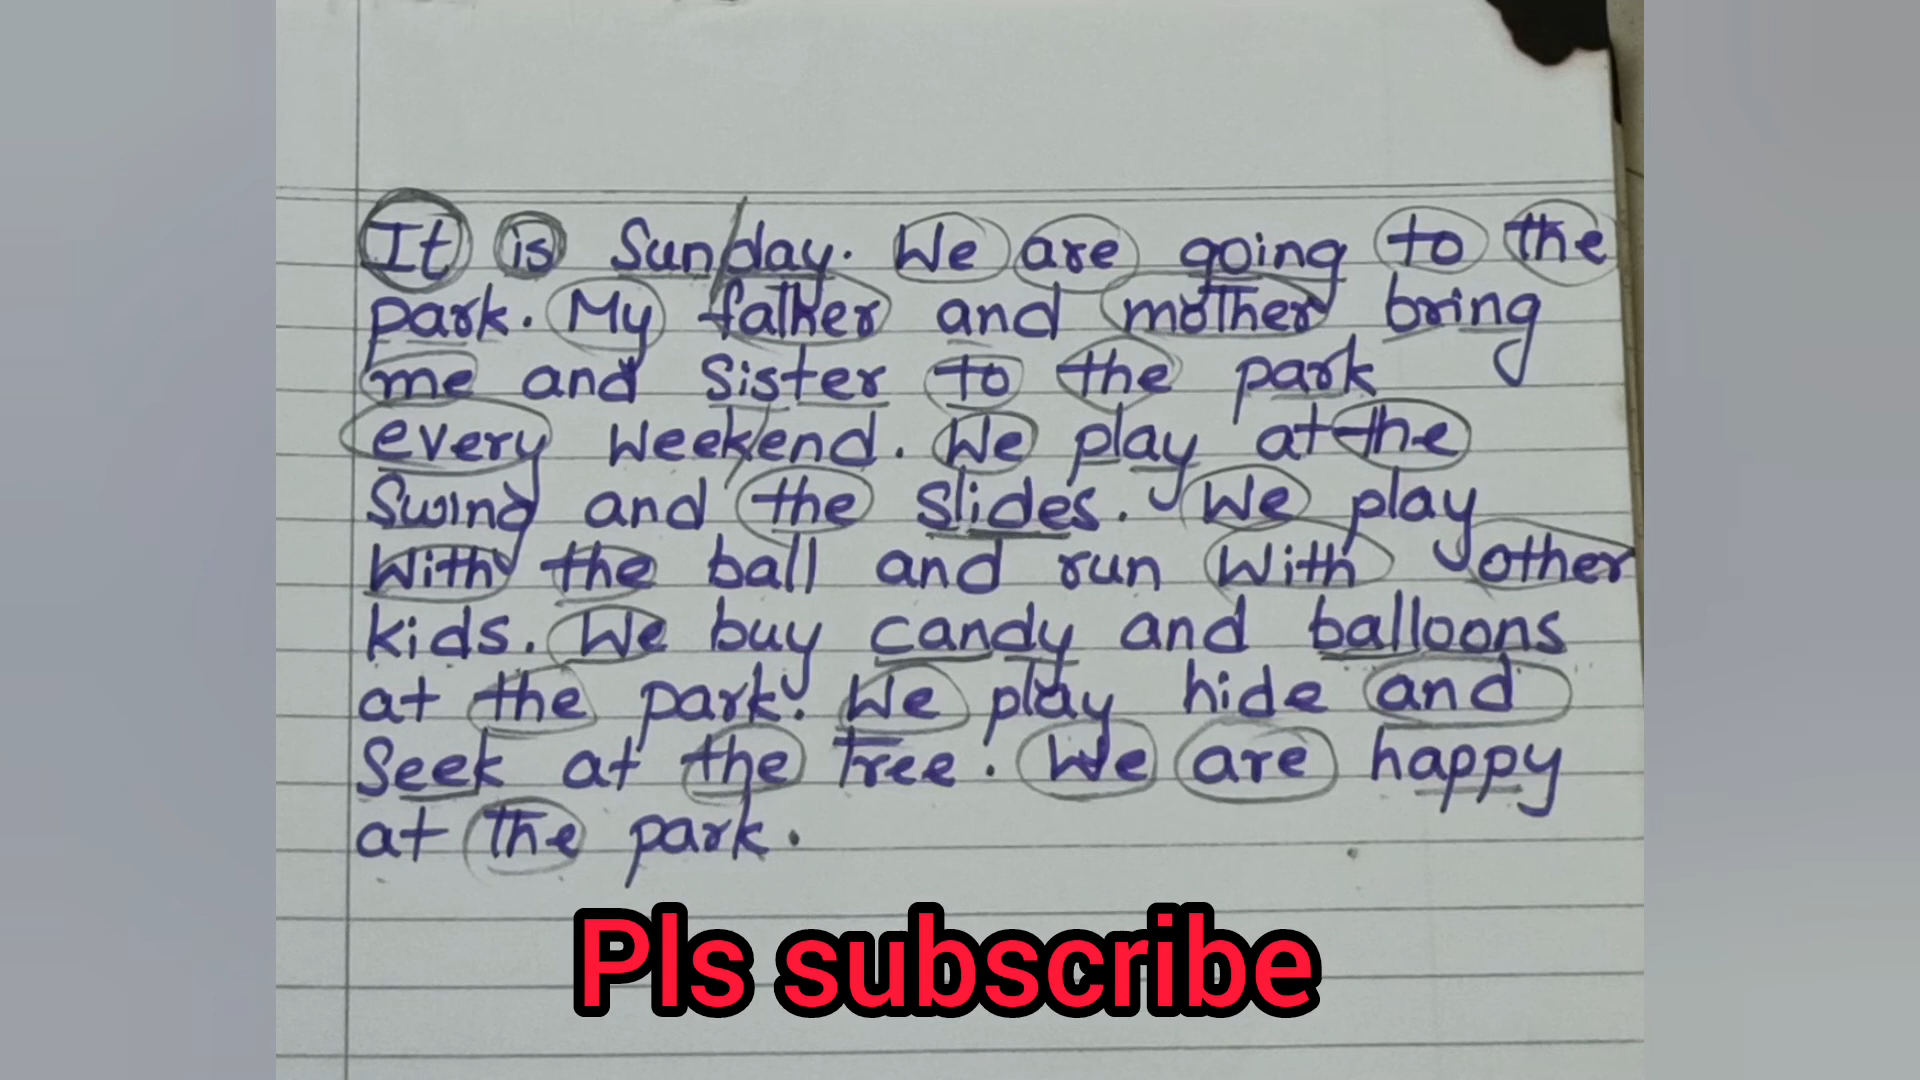 It is Sunday. We are going to the
park. My father and mother bring
me and sister to the park
every weekend. We play at the
Swing and the slides. We play
With the ball and run With other
kids. We buy candy and balloons
at the park. We play hide and
Seek at the tree. We are happy
at the park.
Pls subscribe